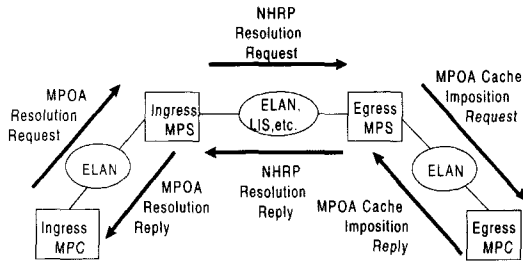 NHRP
Resolution
Request
MPOA
Resolution
Request
Ingress
MPS
ELAN,
LIS,etc.
Egress
MPS
MPOA Cache
Imposition
Request
ELAN
MPOA
Resolution
Reply
NHRP
Resolution
Reply
MPOA Cache
Imposition
Reply
ELAN
Ingress
MPC
Egress
MPC